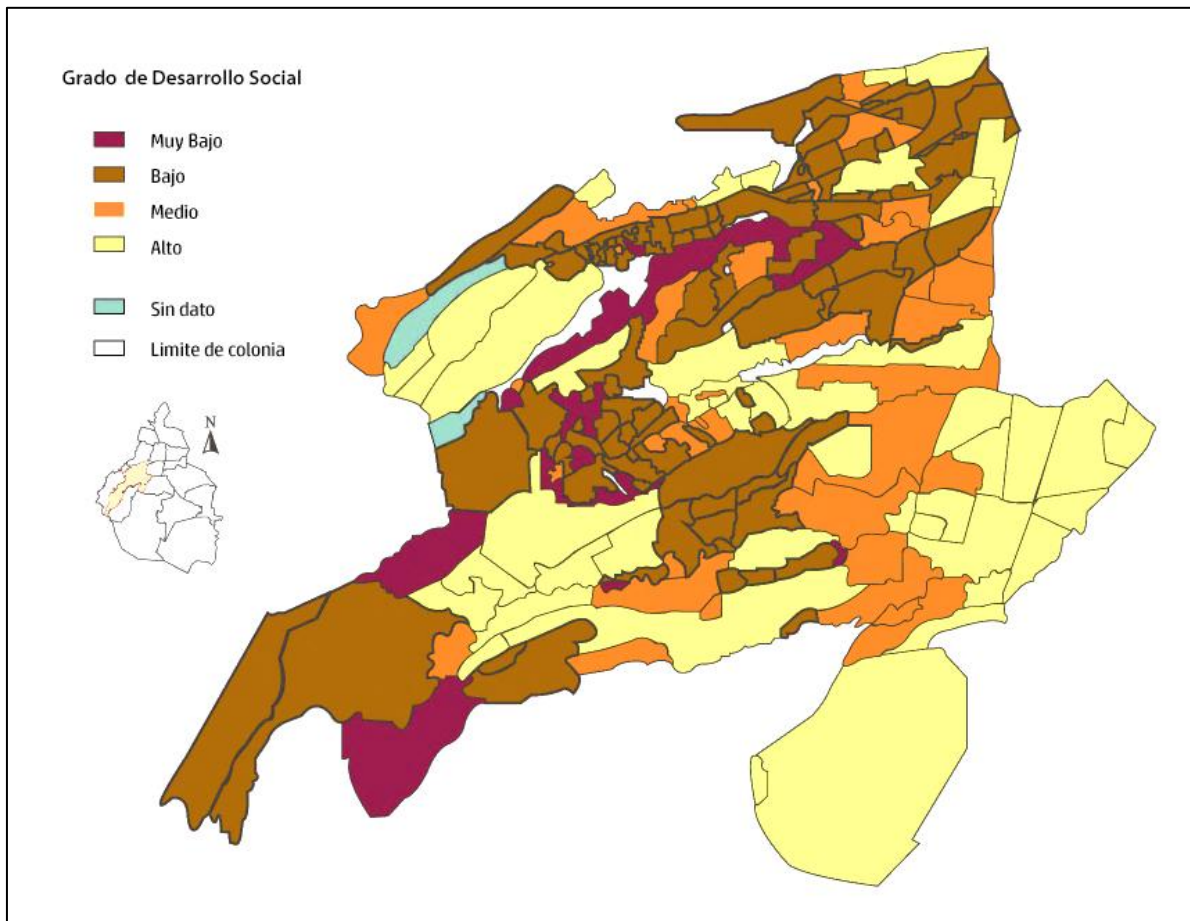 Grado de Desarrollo Social
Muy Bajo
Bajo
Medio
Alto
Sin dato
Limite de colonia
N